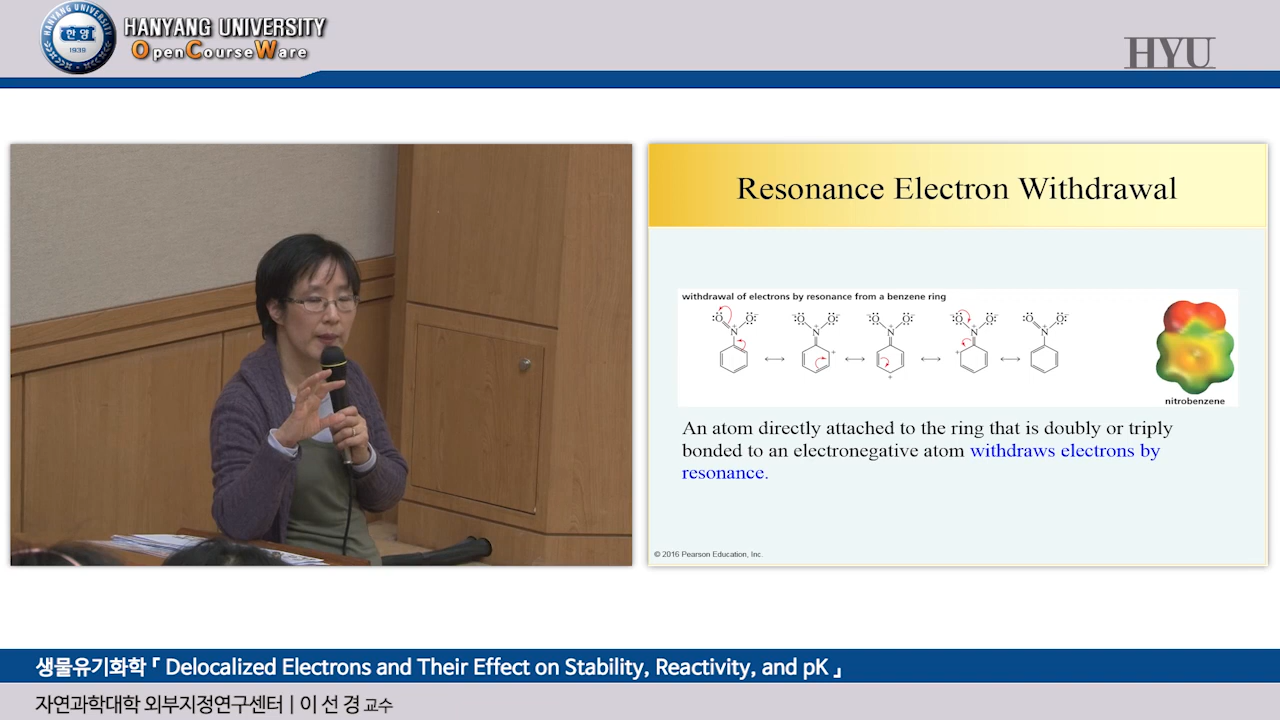 HANYANG UNIVERSITY
OpenCourseWare
한양
1939
HYU
Resonance Electron Withdrawal
withdrawal of electrons by resonance from a benzene ring
nitrobenzene
An atom directly attached to the ring that is doubly or triply
bonded to an electronegative atom withdraws electrons by
resonance.
© 2016 Pearson Education, Inc.
생물유기화학「 Delocalized Electrons and Their Effect on Stability, Reactivity, and pK 」
자연과학대학 외부지정연구센터 | 이 선 경 교수